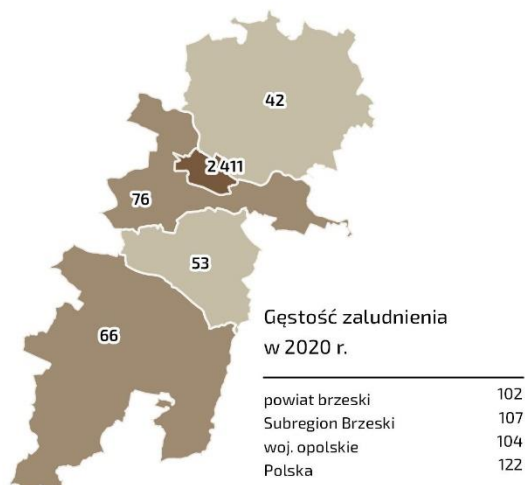 42
2 411
76
53
66
Gęstość zaludnienia
w 2020 r.
powiat brzeski 102
Subregion Brzeski 107
woj. opolskie 104
Polska 122